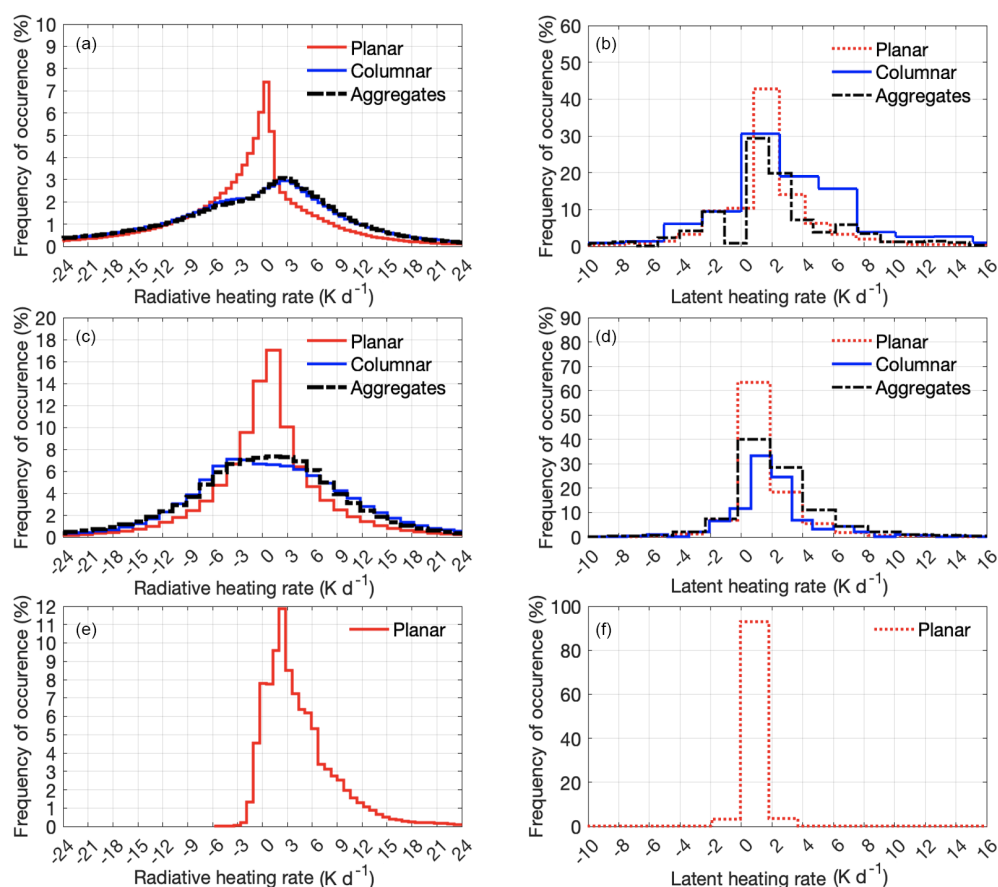 (a)
Planar
Columnar
Aggregates
Frequency of occurence (%)
10
9
8
7
6
5
4
3
2
1
0
-24 -21 -18 -15 -12 -9 -6 -3 0 3 6 9 12 15 18 21 24
Radiative heating rate (K d⁻¹)
(b)
Planar
Columnar
Aggregates
Frequency of occurence (%)
60
50
40
30
20
10
0
-10 -8 -6 -4 -2 0 2 4 6 8 10 12 14 16
Latent heating rate (K d⁻¹)
(c)
Planar
Columnar
Aggregates
Frequency of occurence (%)
20
18
16
14
12
10
8
6
4
2
0
-24 -21 -18 -15 -12 -9 -6 -3 0 3 6 9 12 15 18 21 24
Radiative heating rate (K d⁻¹)
(d)
Planar
Columnar
Aggregates
Frequency of occurence (%)
90
80
70
60
50
40
30
20
10
0
-10 -8 -6 -4 -2 0 2 4 6 8 10 12 14 16
Latent heating rate (K d⁻¹)
(e)
Planar
Frequency of occurence (%)
12
11
10
9
8
7
6
5
4
3
2
1
0
-24 -21 -18 -15 -12 -9 -6 -3 0 3 6 9 12 15 18 21 24
Radiative heating rate (K d⁻¹)
(f)
Planar
Frequency of occurence (%)
100
80
60
40
20
0
-10 -8 -6 -4 -2 0 2 4 6 8 10 12 14 16
Latent heating rate (K d⁻¹)